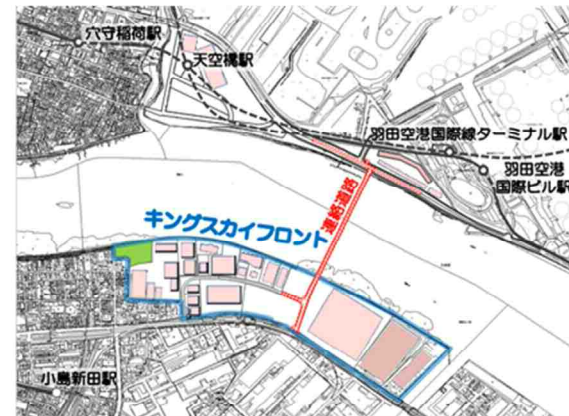 穴守稲荷駅
天空橋駅
羽田空港国際線ターミナル駅
羽田空港
国際ビル駅
連絡道路
キングスカイフロント
小島新田駅